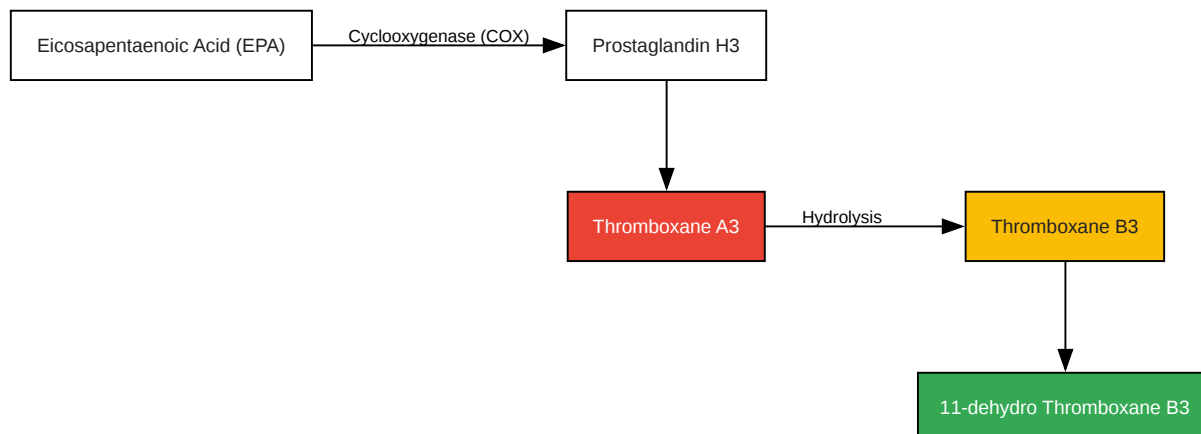 Eicosapentaenoic Acid (EPA)
Cyclooxygenase (COX)
Prostaglandin H3
Thromboxane A3
Hydrolysis
Thromboxane B3
11-dehydro Thromboxane B3